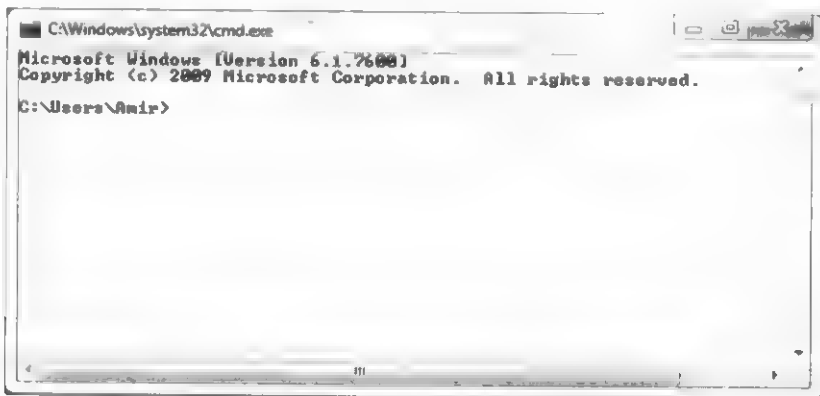 C:\Windows\system32\cmd.exe
Microsoft Windows [Version 6.1.7600]
Copyright (c) 2009 Microsoft Corporation. All rights reserved.
C:\Users\Amir>